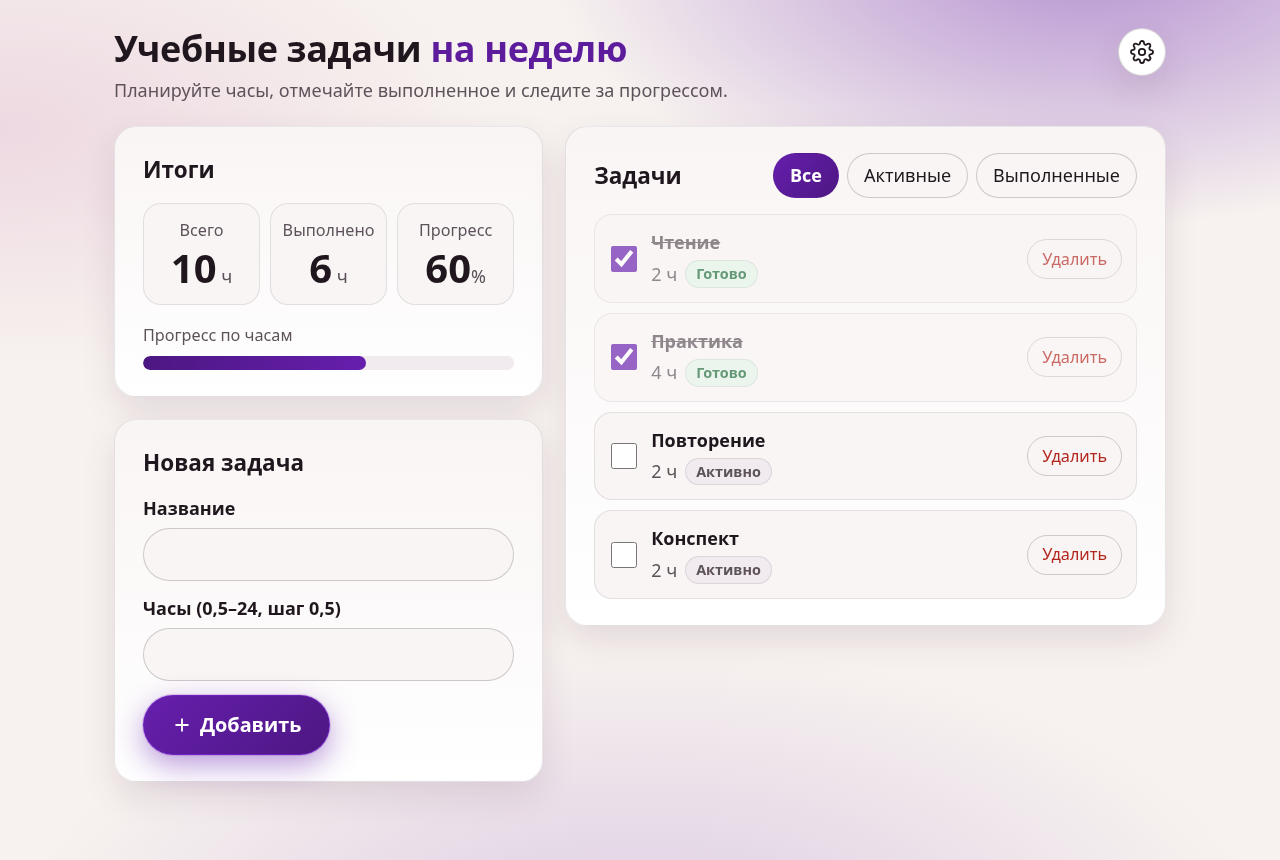 Учебные задачи на неделю
Планируйте часы, отмечайте выполненное и следите за прогрессом.
Итоги
Всего
10 ч
Выполнено
6 ч
Прогресс
60%
Прогресс по часам
Новая задача
Название
Часы (0,5–24, шаг 0,5)
+ Добавить
Задачи
Все
Активные
Выполненные
Чтение
2 ч Готово
Удалить
Практика
4 ч Готово
Удалить
Повторение
2 ч Активно
Удалить
Конспект
2 ч Активно
Удалить